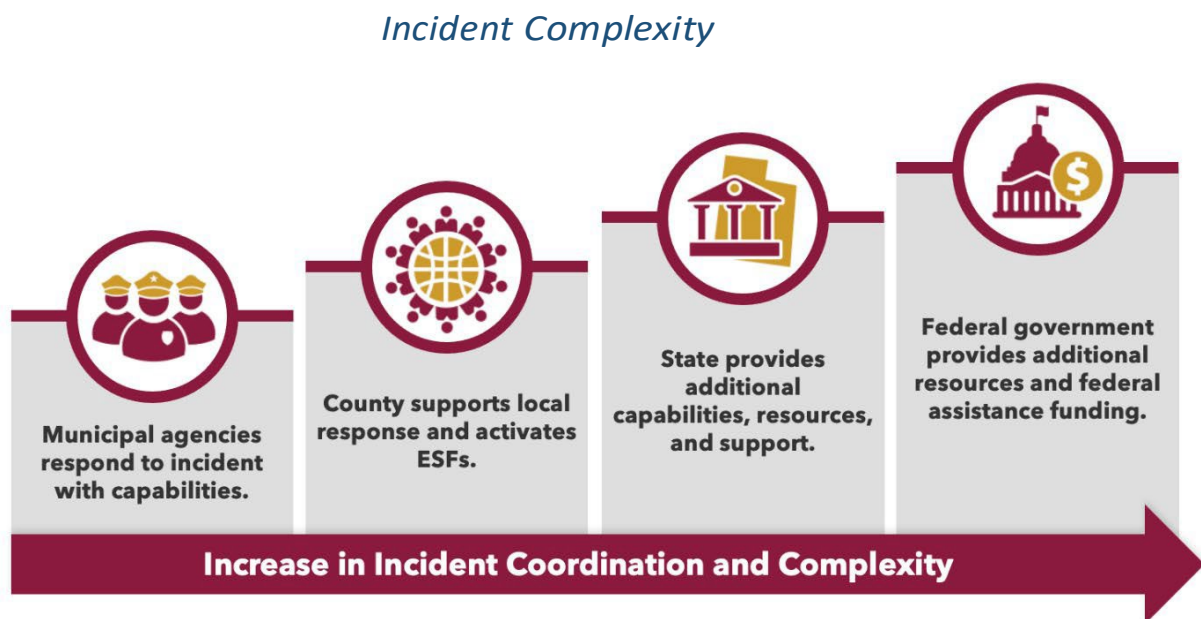 Incident Complexity
Municipal agencies
respond to incident
with capabilities.
County supports local
response and activates
ESFs.
State provides
additional
capabilities, resources,
and support.
Federal government
provides additional
resources and federal
assistance funding.
$
Increase in Incident Coordination and Complexity